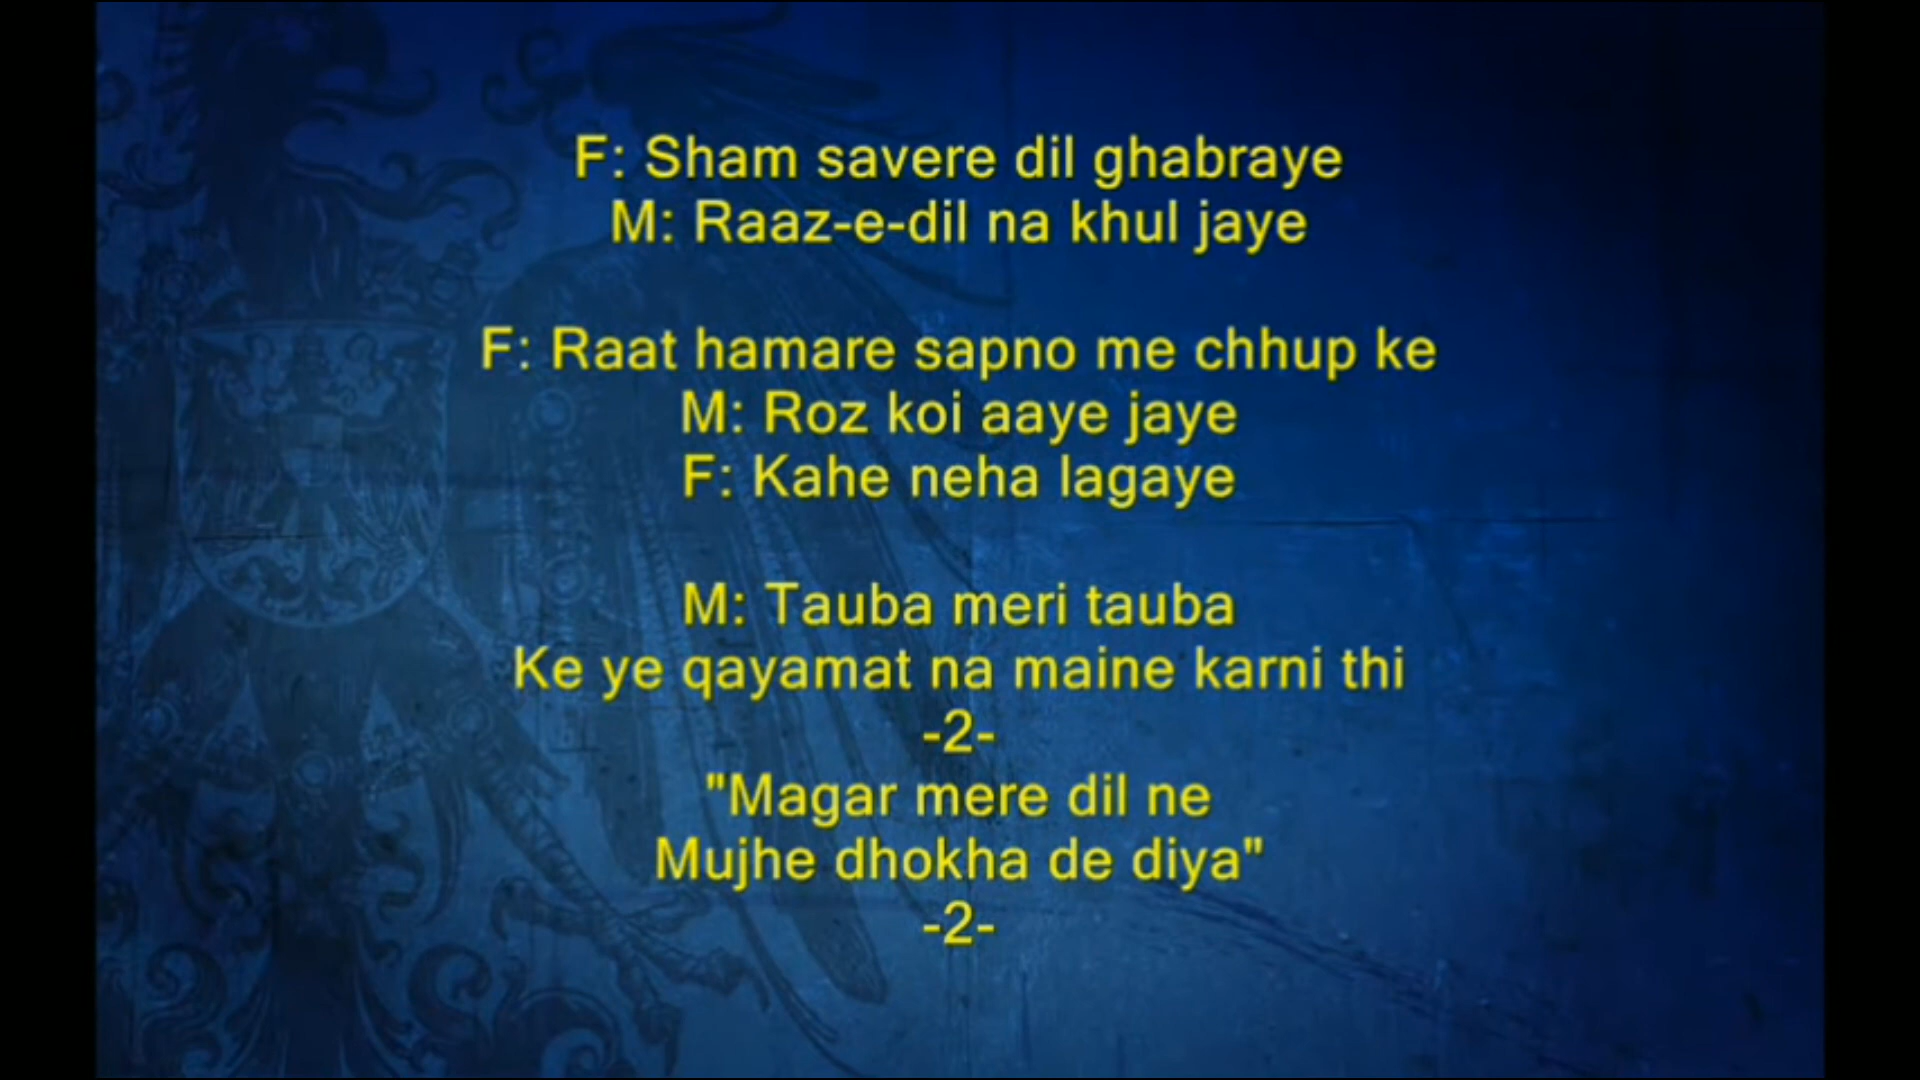 F: Sham savere dil ghabraye
M: Raaz-e-dil na khul jaye
F: Raat hamare sapno me chhup ke
M: Roz koi aaye jaye
F: Kahe neha lagaye
M: Tauba meri tauba
Ke ye qayamat na maine karni thi
-2-
"Magar mere dil ne
Mujhe dhokha de diya"
-2-